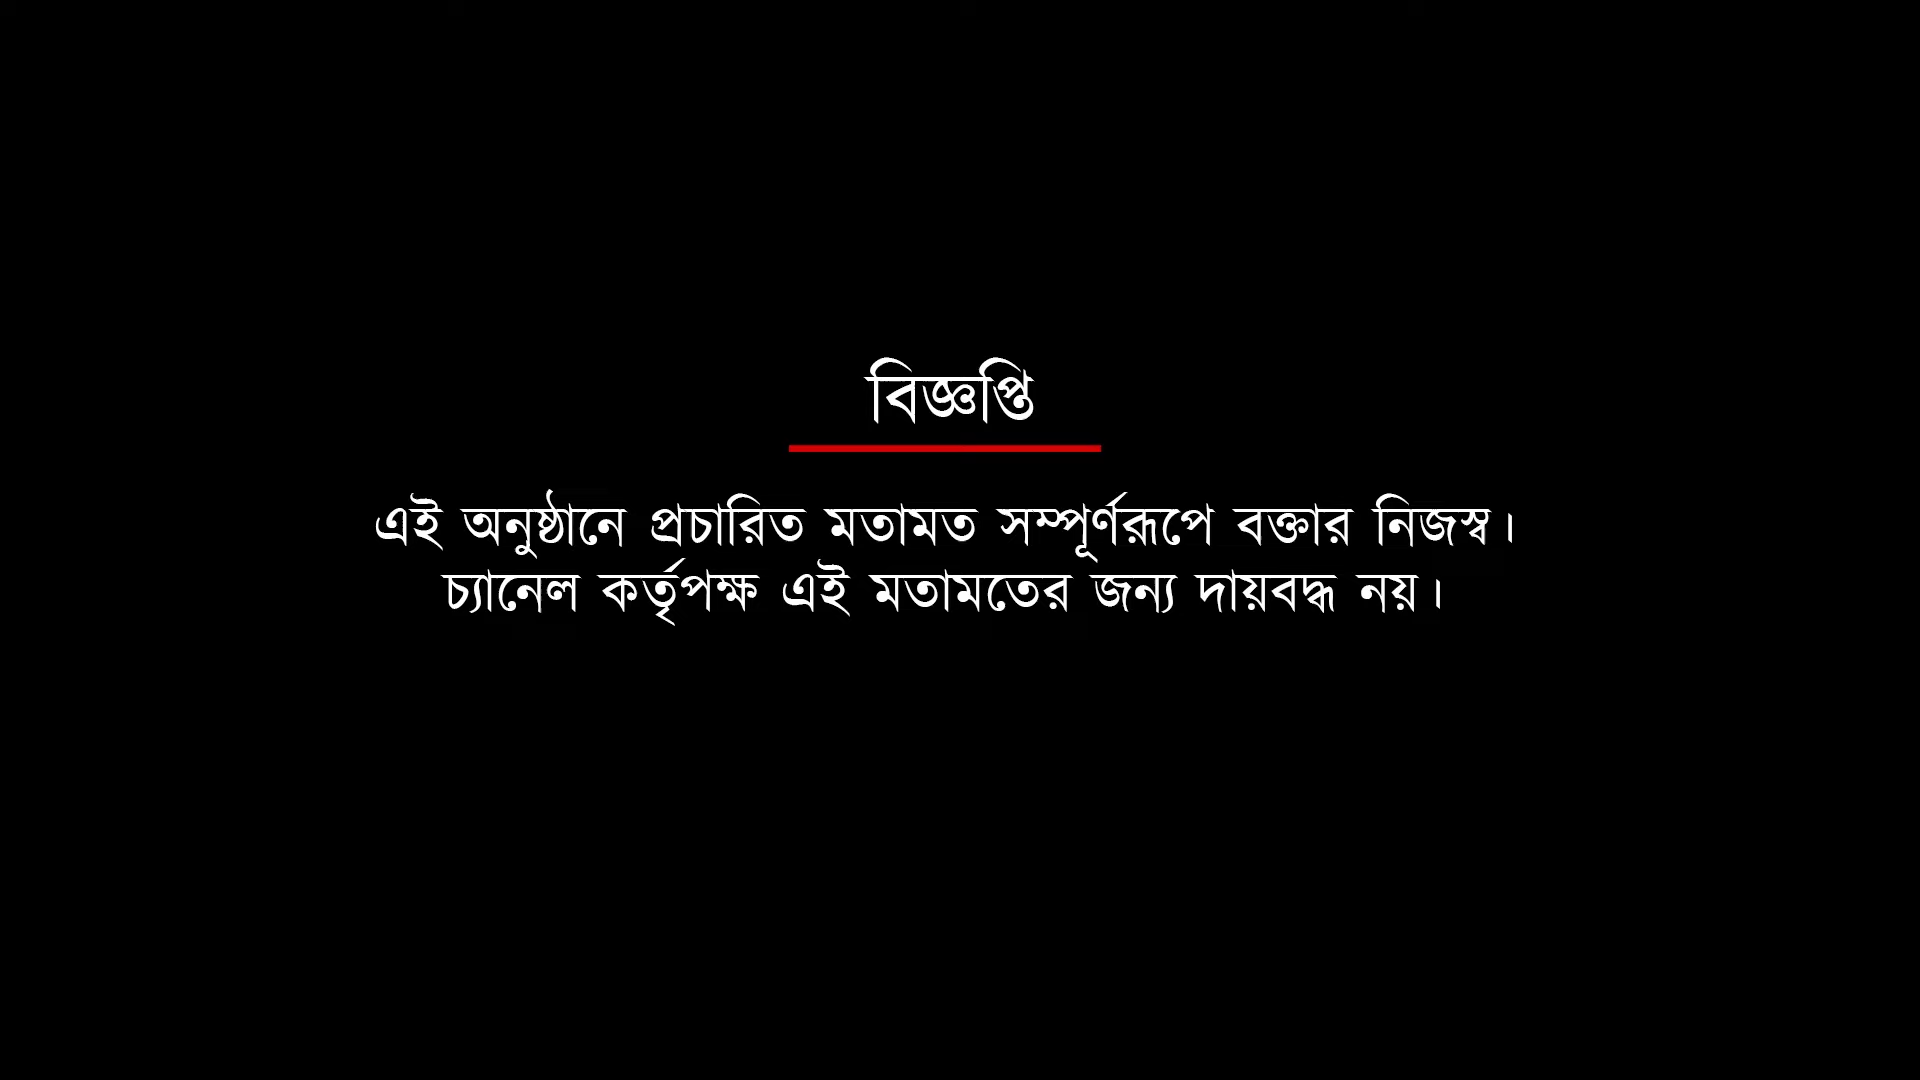 বিজ্ঞপ্তি
এই অনুষ্ঠানে প্রচারিত মতামত সম্পূর্ণরূপে বক্তার নিজস্ব।
চ্যানেল কর্তৃপক্ষ এই মতামতের জন্য দায়বদ্ধ নয়।